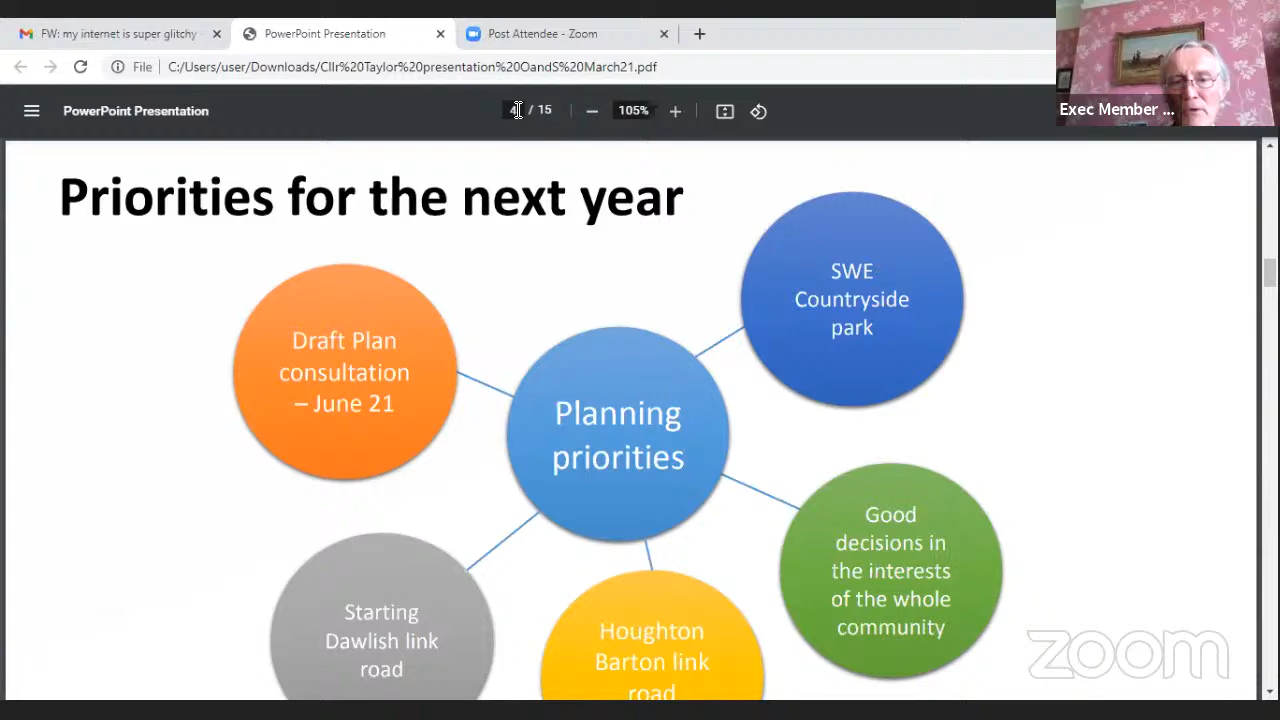 FW: my internet is super glitchy
PowerPoint Presentation
Post Attendee - Zoom
File
C:/Users/user/Downloads/Cllr%20Taylor%20presentation%20OandS%20March21.pdf
PowerPoint Presentation
4 / 15
105%
Exec Member ...
Priorities for the next year
SWE
Countryside
park
Draft Plan
consultation
– June 21
Planning
priorities
Good
decisions in
the interests
of the whole
community
Starting
Dawlish link
road
Houghton
Barton link
road
zoom